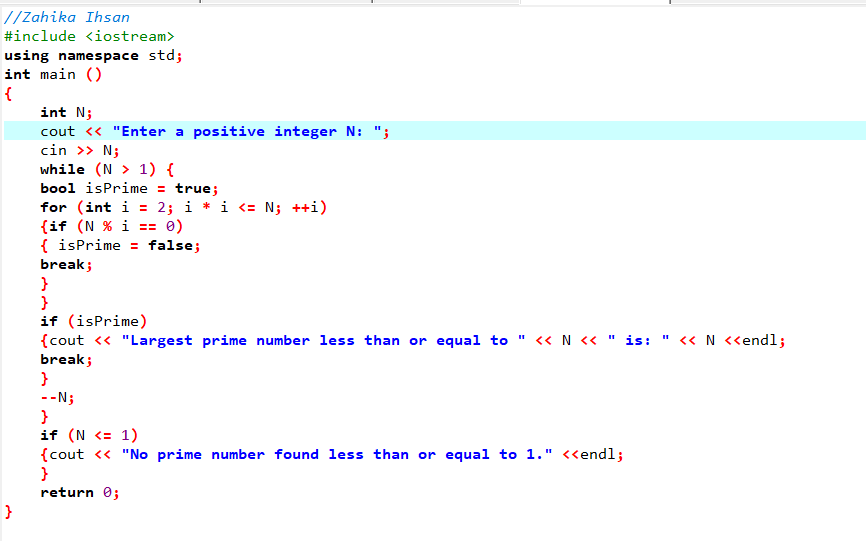 //Zahika Ihsan
#include <iostream>
using namespace std;
int main ()
{
    int N;
    cout << "Enter a positive integer N: ";
    cin >> N;
    while (N > 1) {
    bool isPrime = true;
    for (int i = 2; i * i <= N; ++i)
    {if (N % i == 0)
    { isPrime = false;
    break;
    }
    }
    if (isPrime)
    {cout << "Largest prime number less than or equal to " << N << " is: " << N <<endl;
    break;
    }
    --N;
    }
    if (N <= 1)
    {cout << "No prime number found less than or equal to 1." <<endl;
    }
    return 0;
}